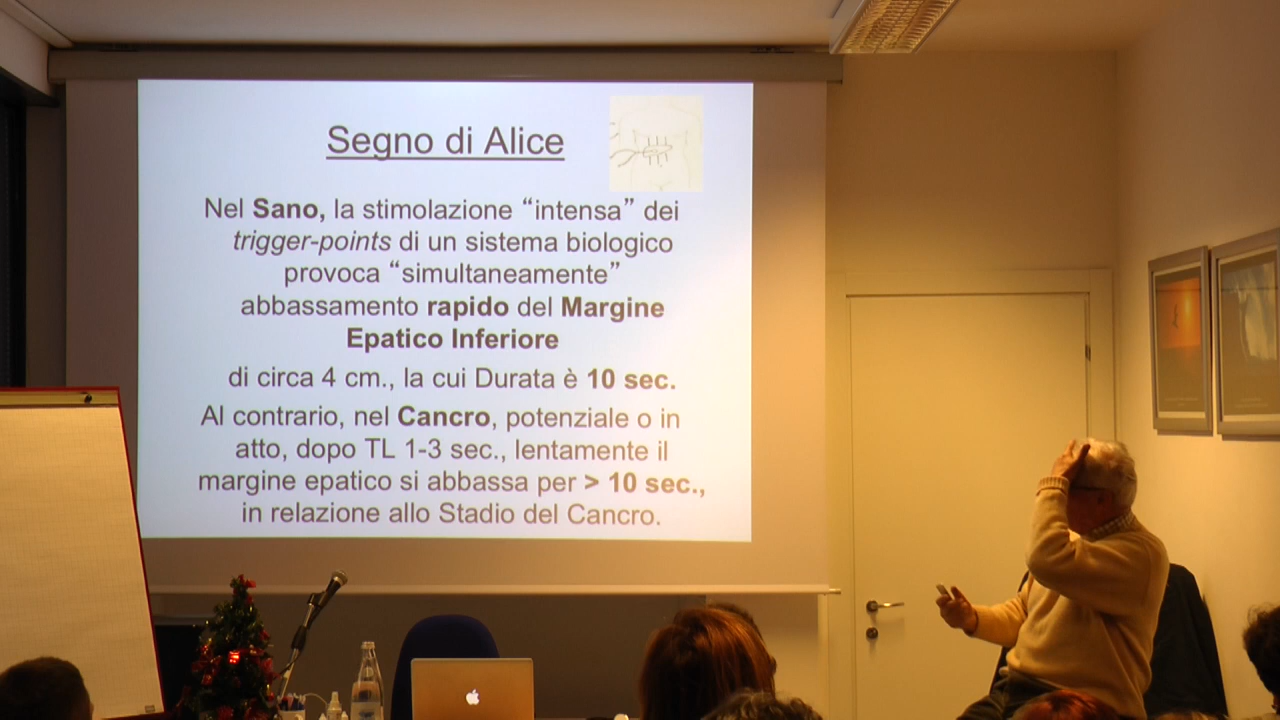 Segno di Alice
Nel Sano, la stimolazione “intensa” dei
trigger-points di un sistema biologico
provoca “simultaneamente”
abbassamento rapido del Margine
Epatico Inferiore
di circa 4 cm., la cui Durata è 10 sec.
Al contrario, nel Cancro, potenziale o in
atto, dopo TL 1-3 sec., lentamente il
margine epatico si abbassa per > 10 sec.,
in relazione allo Stadio del Cancro.